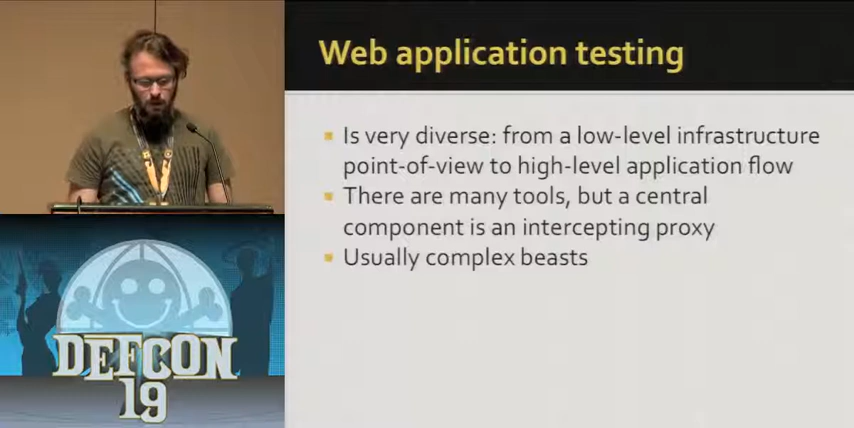 Web application testing
Is very diverse: from a low-level infrastructure
point-of-view to high-level application flow
There are many tools, but a central
component is an intercepting proxy
Usually complex beasts
DEFCON
19